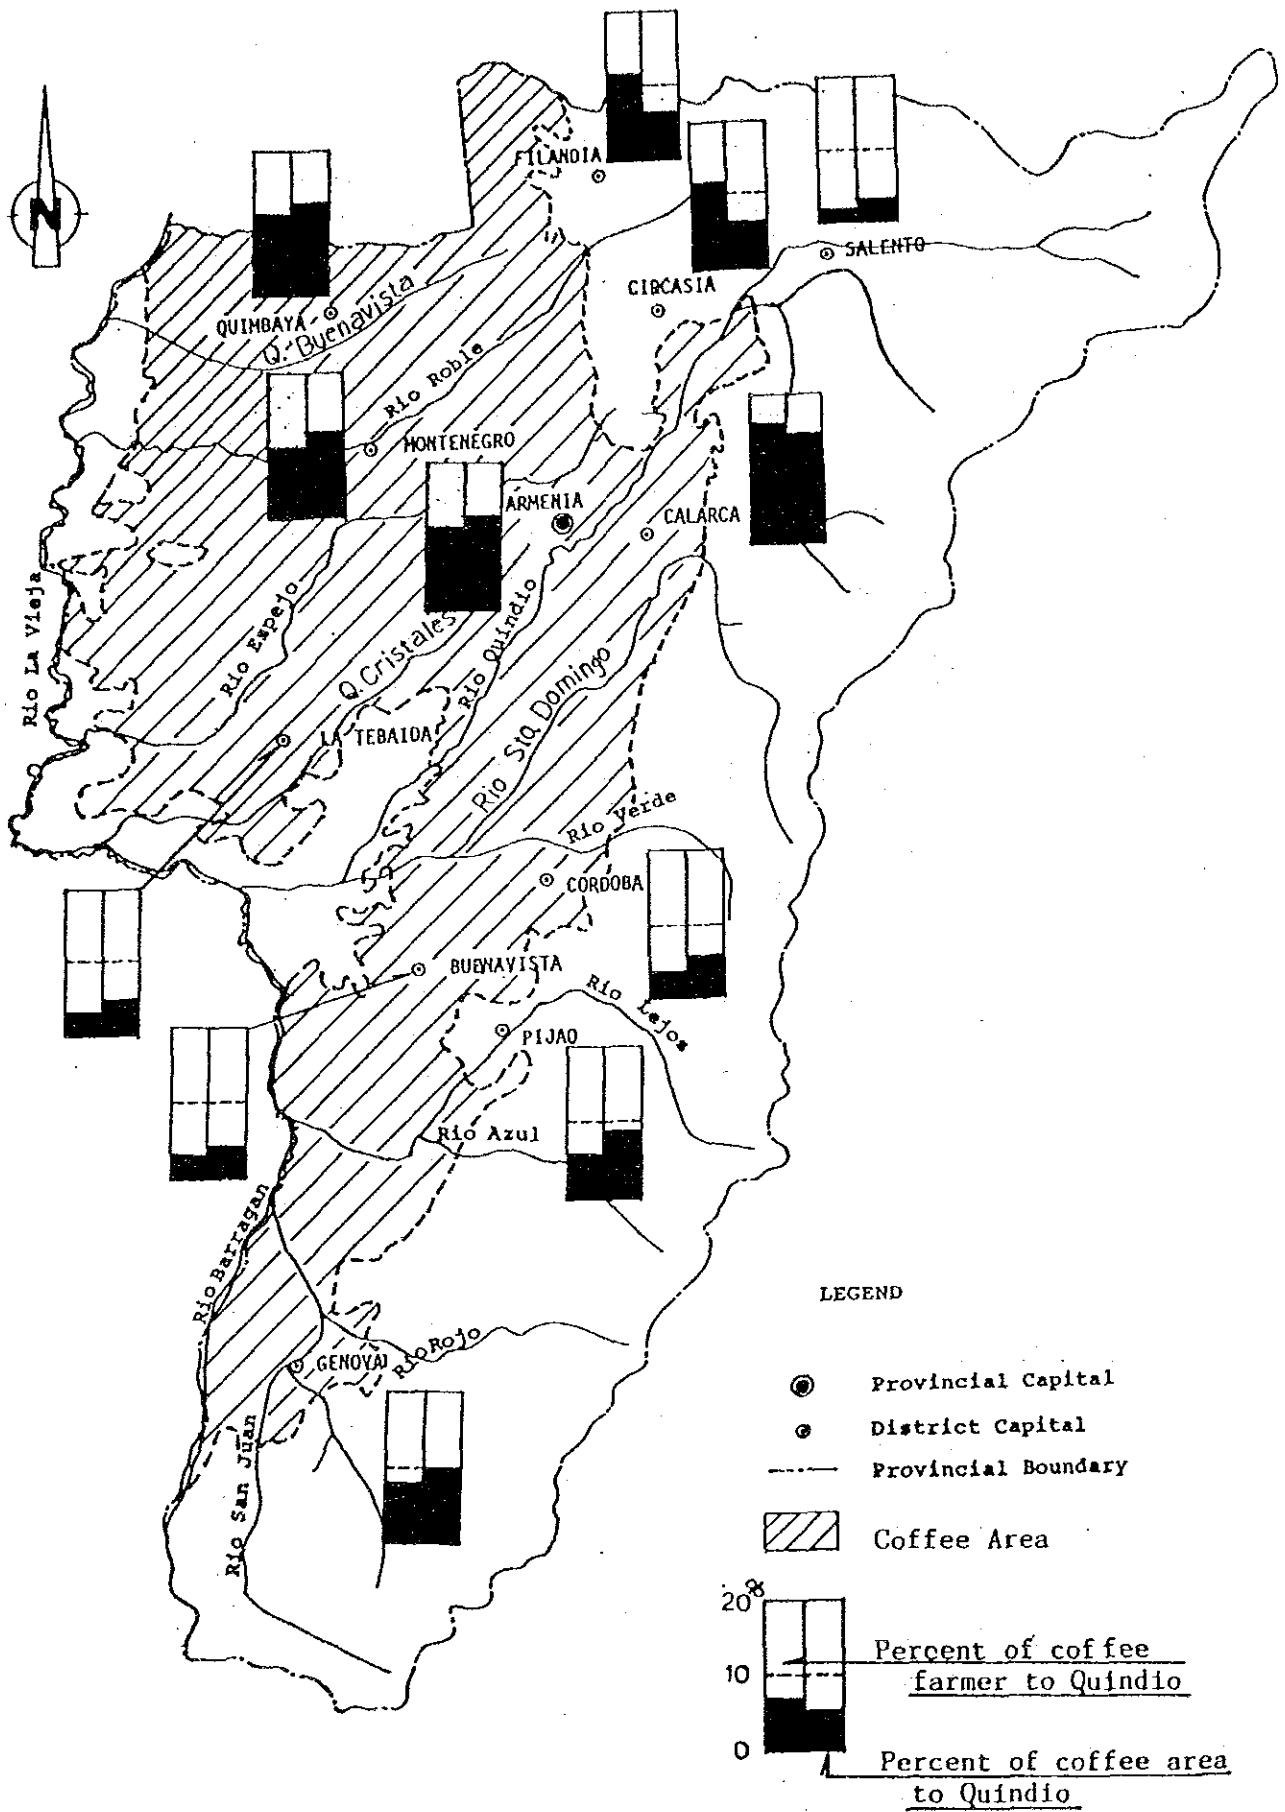 FILANDIA
N
SALENTO
CIRCASIA
QUIMBAYA
Q. Buenavista
Rio Roble
MONTENEGRO
ARMENIA
CALARCA
Rio La Vieja
Rio Espejo
Q. Cristales
Rio Quindio
Rio Sta Domingo
LA TEBAIDA
Rio Verde
CORDOBA
BUENAVISTA
Rio Lejos
PIJAO
Rio Azul
Rio Barragan
GENOVA
Rio Rojo
Rio San Juan
LEGEND
Provincial Capital
District Capital
Provincial Boundary
Coffee Area
20%
Percent of coffee
10
farmer to Quindio
0
Percent of coffee area
to Quindio